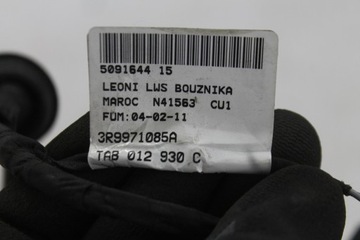 5091644 15
LEONI LWS BOUZNIKA
MAROC N41563 CU1
FUM:04-02-11
3R9971085A
TAB 012 930 C